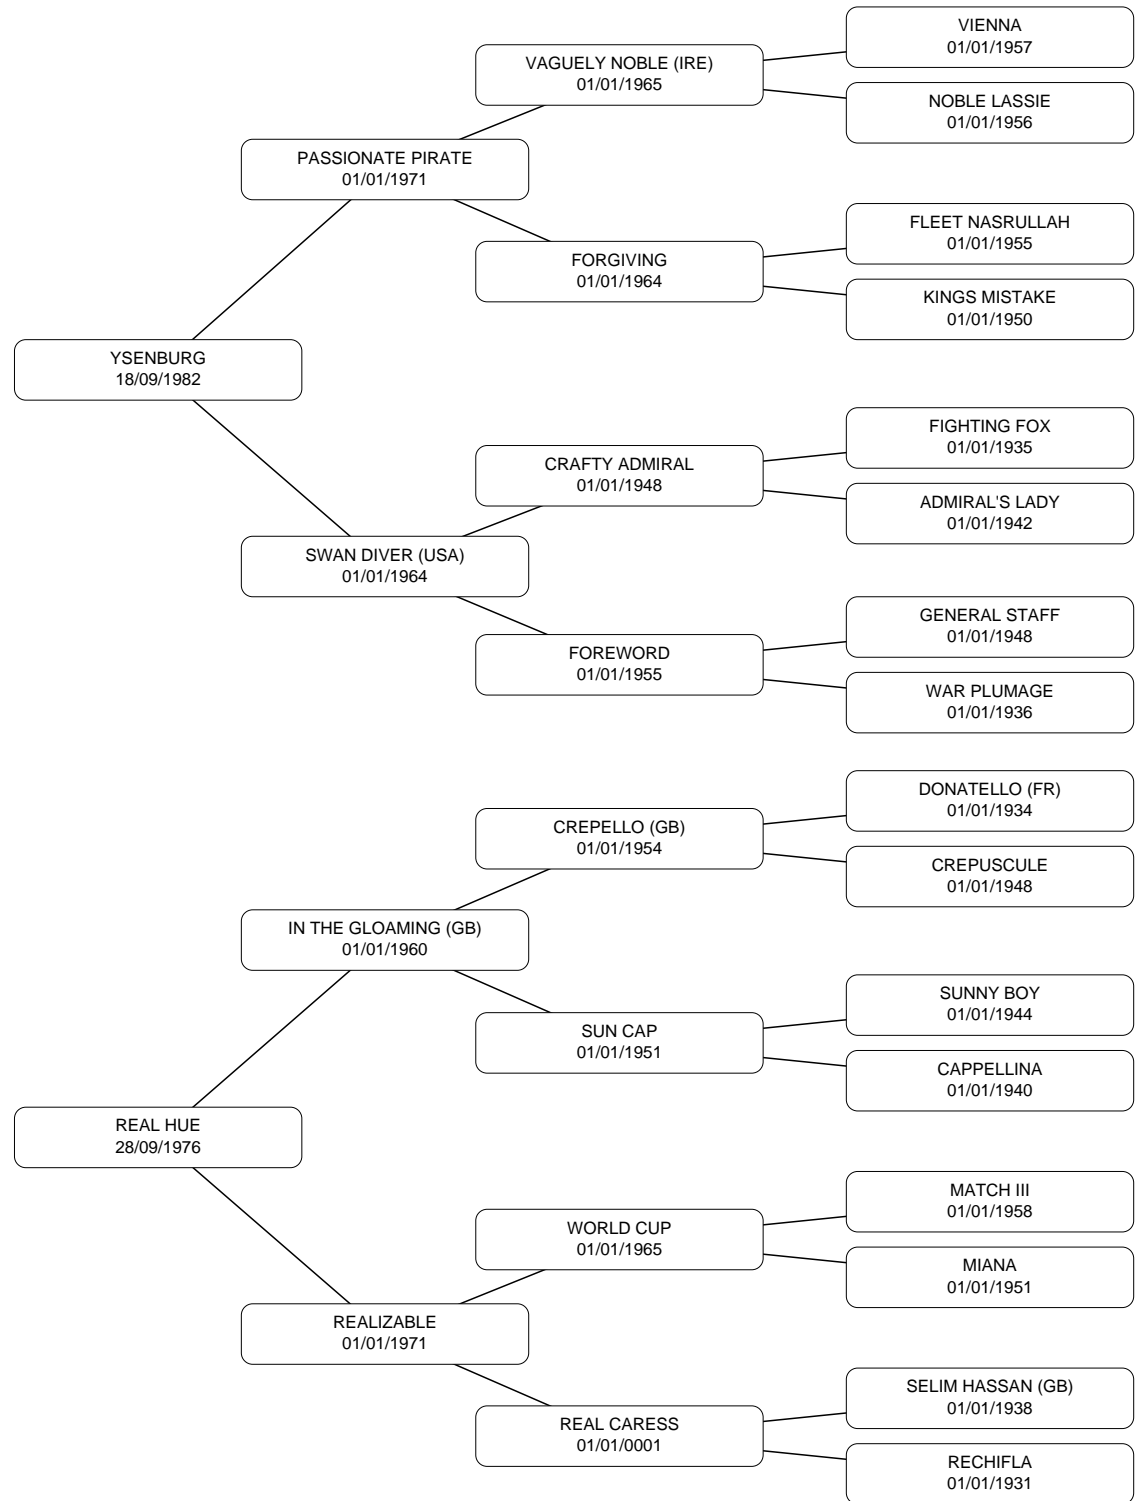 VIENNA
01/01/1957
VAGUELY NOBLE (IRE)
01/01/1965
NOBLE LASSIE
01/01/1956
PASSIONATE PIRATE
01/01/1971
FLEET NASRULLAH
01/01/1955
FORGIVING
01/01/1964
KINGS MISTAKE
01/01/1950
YSENBURG
18/09/1982
FIGHTING FOX
01/01/1935
CRAFTY ADMIRAL
01/01/1948
ADMIRAL'S LADY
01/01/1942
SWAN DIVER (USA)
01/01/1964
GENERAL STAFF
01/01/1948
FOREWORD
01/01/1955
WAR PLUMAGE
01/01/1936
DONATELLO (FR)
01/01/1934
CREPELLO (GB)
01/01/1954
CREPUSCULE
01/01/1948
IN THE GLOAMING (GB)
01/01/1960
SUNNY BOY
01/01/1944
SUN CAP
01/01/1951
CAPPELLINA
01/01/1940
REAL HUE
28/09/1976
MATCH III
01/01/1958
WORLD CUP
01/01/1965
MIANA
01/01/1951
REALIZABLE
01/01/1971
SELIM HASSAN (GB)
01/01/1938
REAL CARESS
01/01/0001
RECHIFLA
01/01/1931